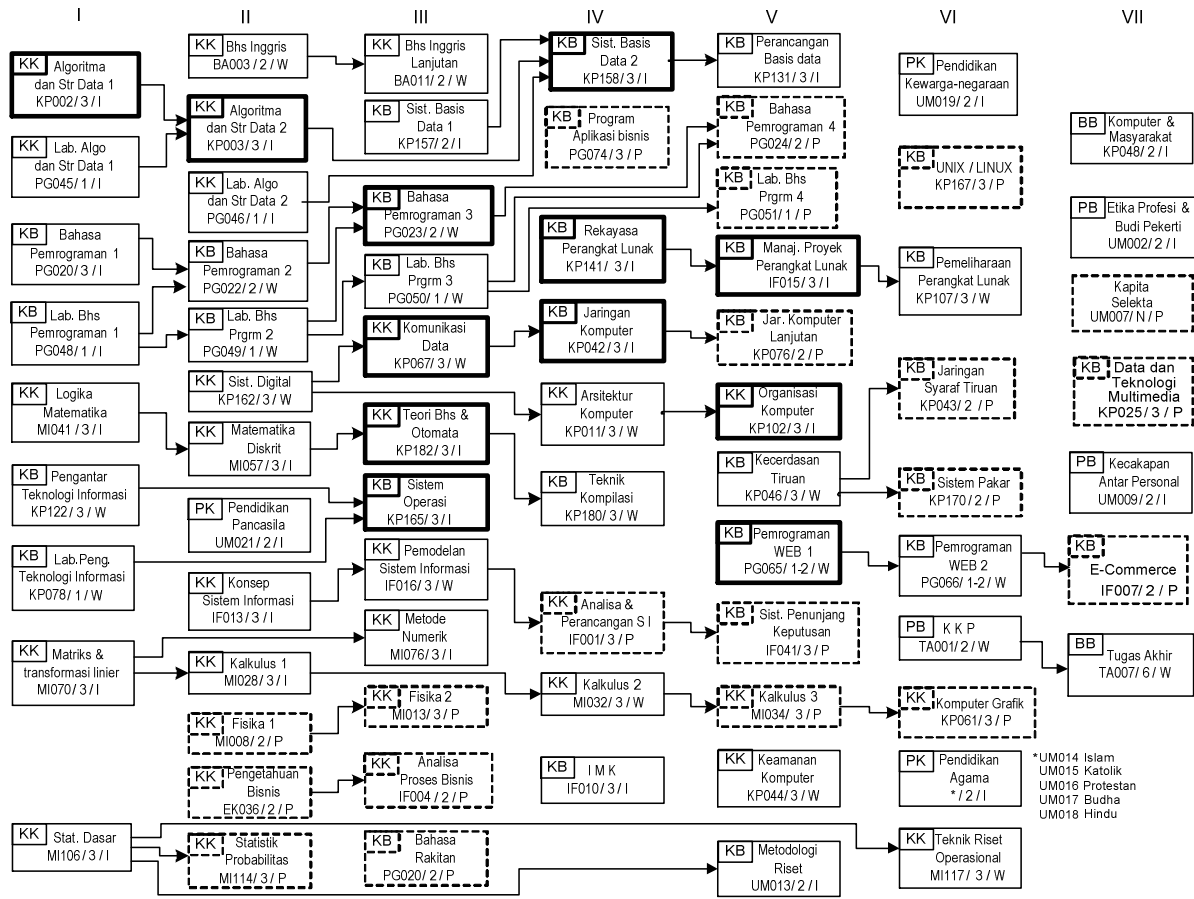 I
II
III
IV
V
VI
VII
KK Algoritma
dan Str Data 1
KP002/ 3 / I
KK Lab. Algo
dan Str Data 1
PG045/ 1 / I
KB Bahasa
Pemrograman 1
PG020/ 3 / I
KB Lab. Bhs
Pemrograman 1
PG048/ 1 / I
KK Logika
Matematika
MI041 / 3 / I
KB Pengantar
Teknologi Informasi
KP122 / 3 / W
KB Lab.Peng.
Teknologi Informasi
KP078 / 1 / W
KK Matriks &
transformasi linier
MI070/ 3 / I
KK Stat. Dasar
MI106 / 3 / I
KK Bhs Inggris
BA003 / 2 / W
KK Algoritma
dan Str Data 2
KP003/ 3 / I
KK Lab. Algo
dan Str Data 2
PG046 / 1 / I
KK Bahasa
Pemrograman 2
PG022 / 2 / W
KB Lab. Bhs
Prgrm 2
PG049/ 1 / W
KK Sist. Digital
KP162 / 3 / W
KK Matematika
Diskrit
MI057/ 3 / I
PK Pendidikan
Pancasila
UM021 / 2 / I
KK Konsep
Sistem Informasi
IF013 / 3 / I
KK Kalkulus 1
MI028 / 3 / I
KK Fisika 1
MI008 / 2 / P
KK Pengetahuan
Bisnis
EK036 / 2 / P
KK Statistik
Probabilitas
MI114 / 3 / P
KK Bhs Inggris
Lanjutan
BA011 / 2 / W
KB Sist. Basis
Data 1
KP157/ 2 / I
KB Bahasa
Pemrograman 3
PG023/ 2 / W
KB Lab. Bhs
Prgrm 3
PG050/ 1 / W
KK Komunikasi
Data
KP067/ 3 / W
KK Teori Bhs &
Otomata
KP182 / 3 / I
KB Sistem
Operasi
KP165/ 3 / I
KK Pemodelan
Sistem Informasi
IF016 / 3 / W
KK Metode
Numerik
MI076 / 3 / I
KK Fisika 2
MI013 / 3 / P
KK Analisa
Proses Bisnis
IF004 / 2 / P
KB Bahasa
Rakitan
PG020 / 2 / P
KB Sist. Basis
Data 2
KP158/ 3 / I
KB Program
Aplikasi bisnis
PG074 / 3 / P
KB Rekayasa
Perangkat Lunak
KP141 / 3 / I
KB Jaringan
Komputer
KP042 / 3 / I
KK Arsitektur
Komputer
KP011 / 3 / W
KB Teknik
Kompilasi
KP180 / 3 / W
KK Analisa &
Perancangan S I
IF001 / 3 / P
KK Kalkulus 2
MI032 / 3 / W
KB I M K
IF010 / 3 / I
KB Perancangan
Basis data
KP131 / 3 / I
KB Bahasa
Pemrograman 4
PG024/ 2 / P
KB Lab. Bhs
Prgrm 4
PG051/ 1 / P
KB Manaj. Proyek
Perangkat Lunak
IF015 / 3 / I
KB Jar. Komputer
Lanjutan
KP076 / 2 / P
KK Organisasi
Komputer
KP102 / 3 / I
KB Kecerdasan
Tiruan
KP046 / 3 / W
KB Pemrograman
WEB 1
PG065/ 1-2 / W
KB Sist. Penunjang
Keputusan
IF041 / 3 / P
KK Kalkulus 3
MI034/ 3 / P
KK Keamanan
Komputer
KP044 / 3 / W
KB Metodologi
Riset
UM013/ 2 / I
PK Pendidikan
Kewarga-negaraan
UM019/ 2 / I
KB UNIX / LINUX
KP167 / 3 / P
KB Pemeliharaan
Perangkat Lunak
KP107 / 3 / W
KB Jaringan
Syaraf Tiruan
KP043/ 2 / P
KB Sistem Pakar
KP170 / 2 / P
KB Pemrograman
WEB 2
PG066/ 1-2 / W
PB K K P
TA001 / 2 / W
KK Komputer Grafik
KP061 / 3 / P
PK Pendidikan
Agama
* / 2 / I
*UM014 Islam
UM015 Katolik
UM016 Protestan
UM017 Budha
UM018 Hindu
KK Teknik Riset
Operasional
MI117 / 3 / W
BB Komputer &
Masyarakat
KP048 / 2 / I
PB Etika Profesi &
Budi Pekerti
UM002 / 2 / I
Kapita
Selekta
UM007 / N / P
KB Data dan
Teknologi
Multimedia
KP025 / 3 / P
PB Kecakapan
Antar Personal
UM009 / 2 / I
KB
E-Commerce
IF007/ 2 / P
BB Tugas Akhir
TA007 / 6 / W